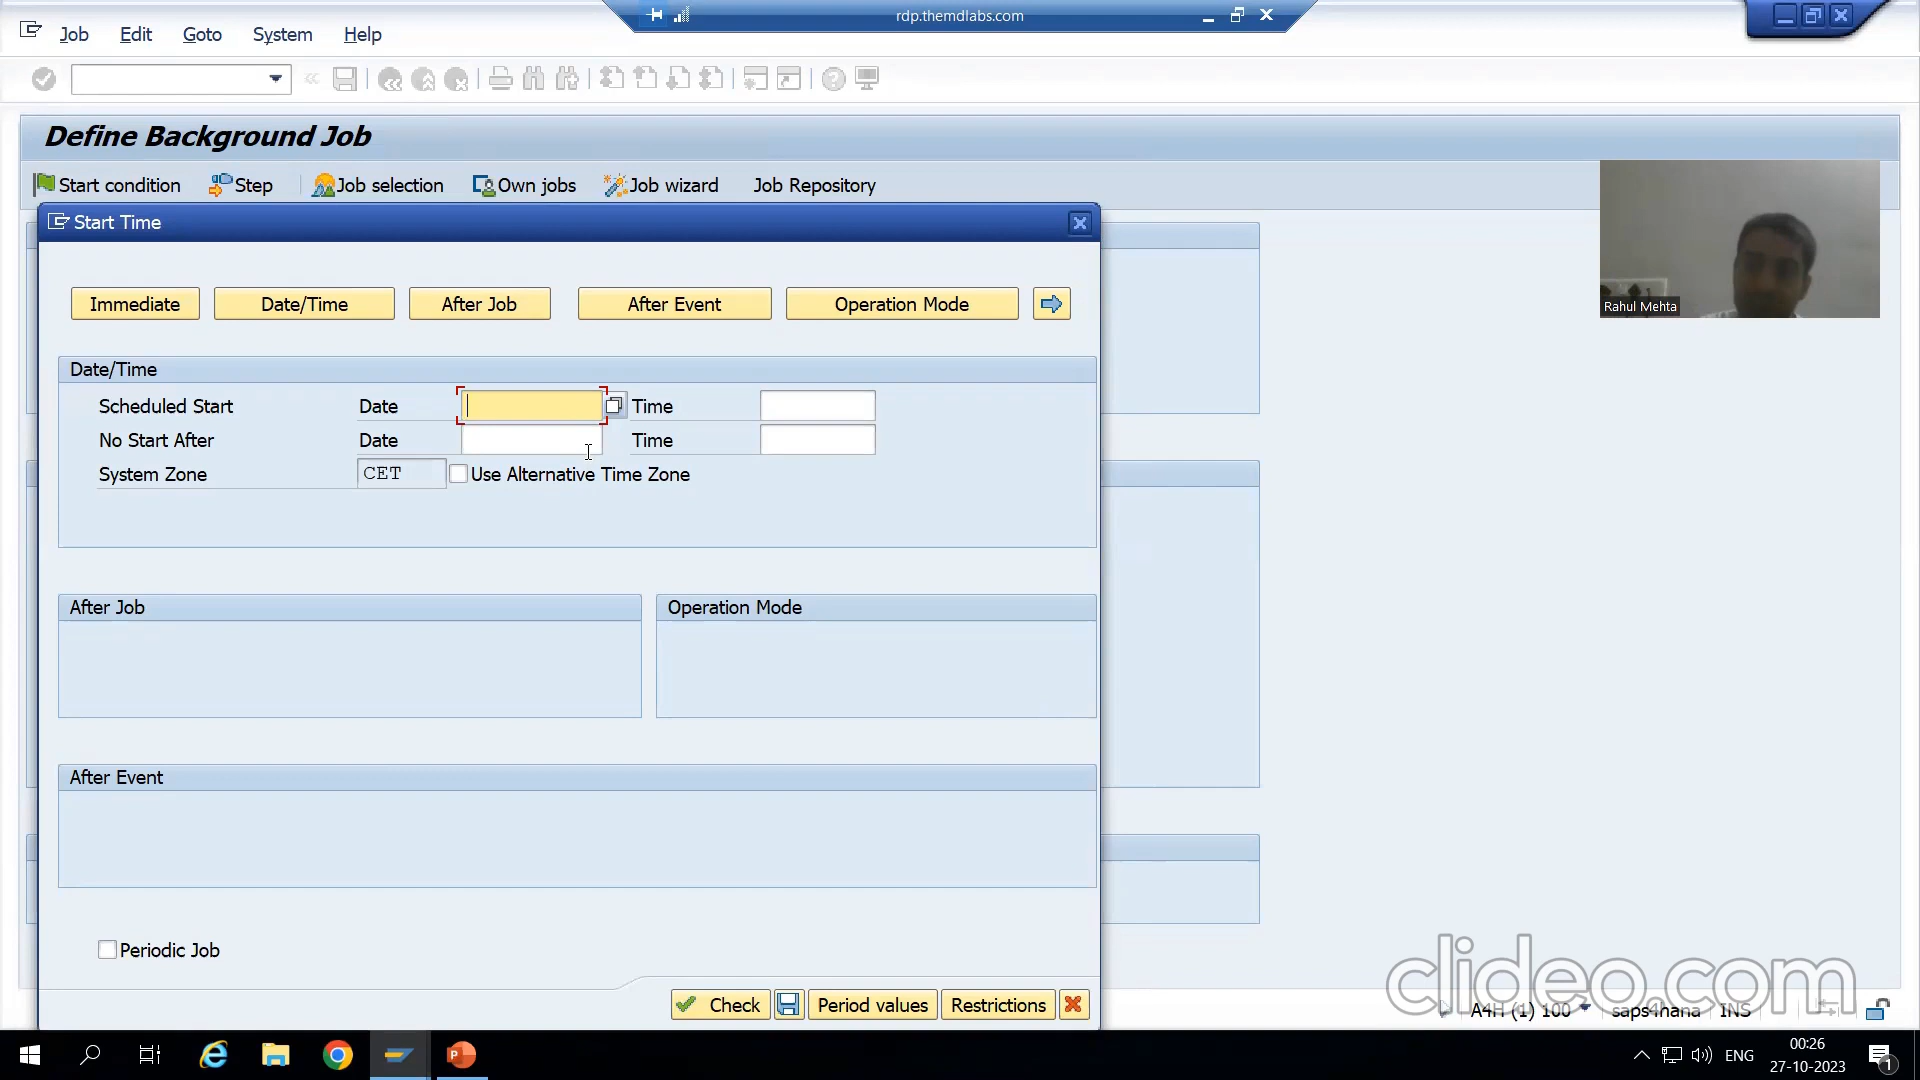 rdp.themdlabs.com
Job Edit Goto System Help
Define Background Job
Start condition Step Job selection Own jobs Job wizard Job Repository
Start Time
Immediate Date/Time After Job After Event Operation Mode
Rahul Mehta
Date/Time
Scheduled Start Date Time
No Start After Date Time
System Zone CET Use Alternative Time Zone
After Job Operation Mode
After Event
Periodic Job
Check Period values Restrictions
clideo.com
A4H (1) 100 saps4hana INS
ENG
00:26
27-10-2023
1